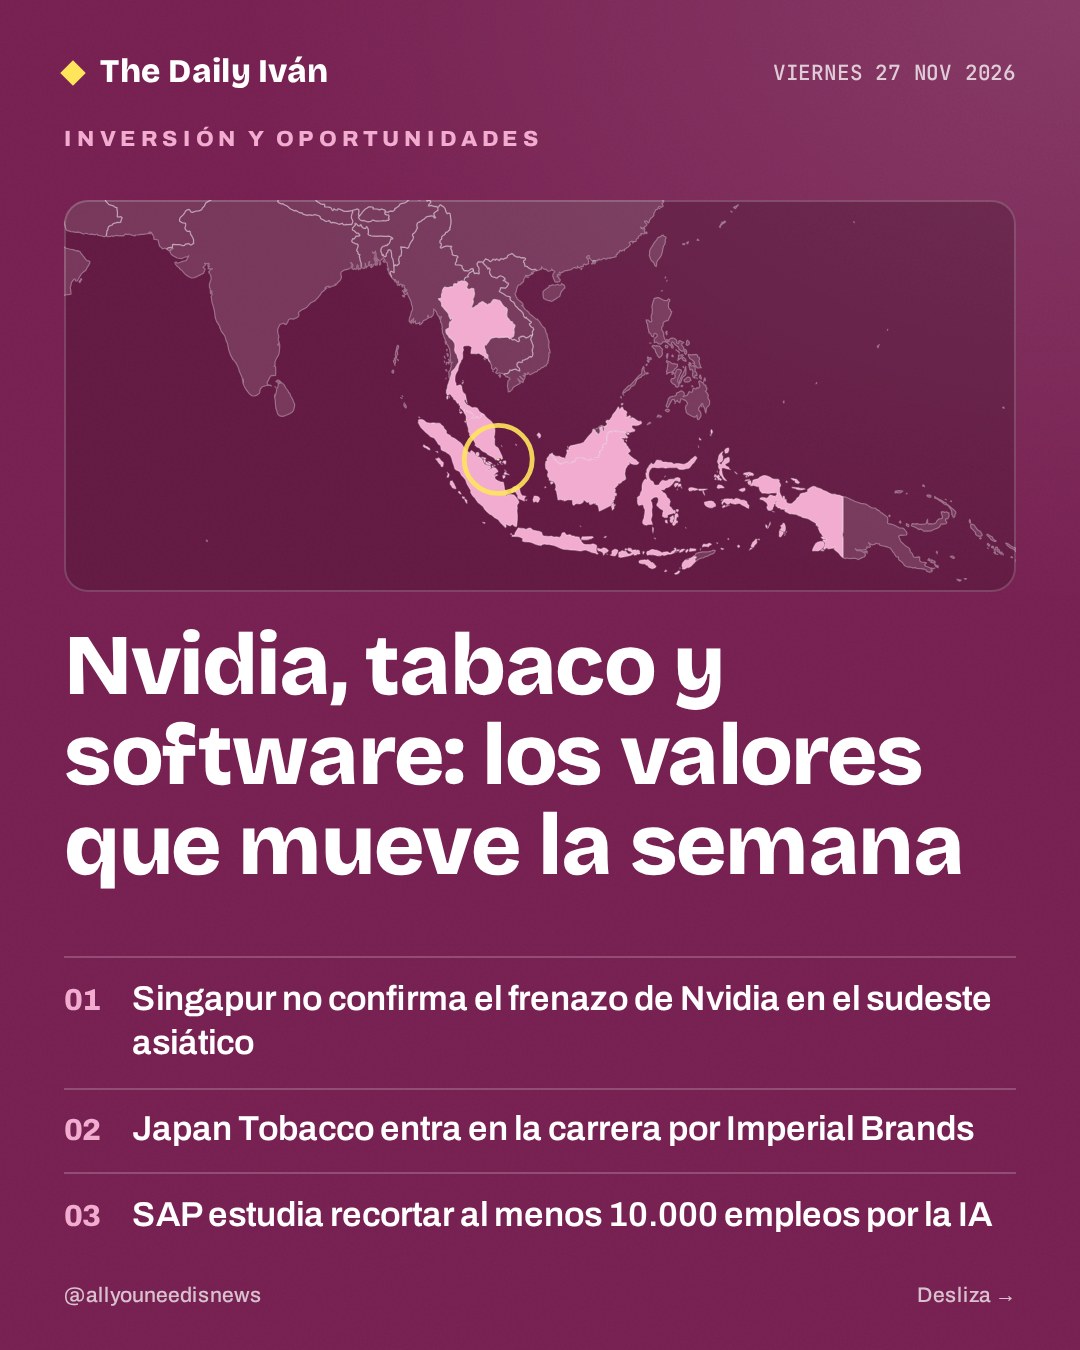 The Daily Iván
VIERNES 27 NOV 2026
INVERSIÓN Y OPORTUNIDADES
Nvidia, tabaco y
software: los valores
que mueve la semana
01 Singapur no confirma el frenazo de Nvidia en el sudeste
asiático
02 Japan Tobacco entra en la carrera por Imperial Brands
03 SAP estudia recortar al menos 10.000 empleos por la IA
@allyouneedisnews
Desliza →